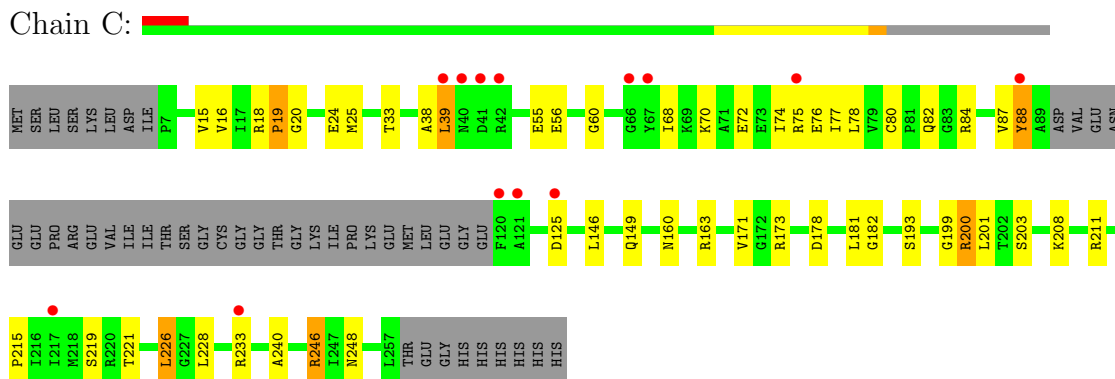 Chain C:
MET SER LEU SER LYS LEU ASP ILE P7 V15 V16 I17 R18 P19 G20 E24 M25 T33 A38 L39 N40 D41 R42 E55 E56 G60 G66 Y67 I68 K69 K70 A71 E72 E73 I74 R75 E76 I77 L78 V79 C80 P81 Q82 G83 R84 V87 Y88 A89 ASP VAL GLU ASN
GLU GLU PRO ARG GLU VAL ILE ILE THR SER GLY CYS GLY GLY THR GLY LYS ILE PRO LYS GLU MET LEU GLU GLY GLU F120 A121 D125 L146 Q149 N160 R163 V171 G172 R173 D178 L181 G182 S193 G199 R200 L201 T202 S203 K208 R211
P215 I216 I217 M218 S219 R220 T221 L226 G227 L228 R233 A240 R246 I247 N248 L257 THR GLU GLY HIS HIS HIS HIS HIS HIS